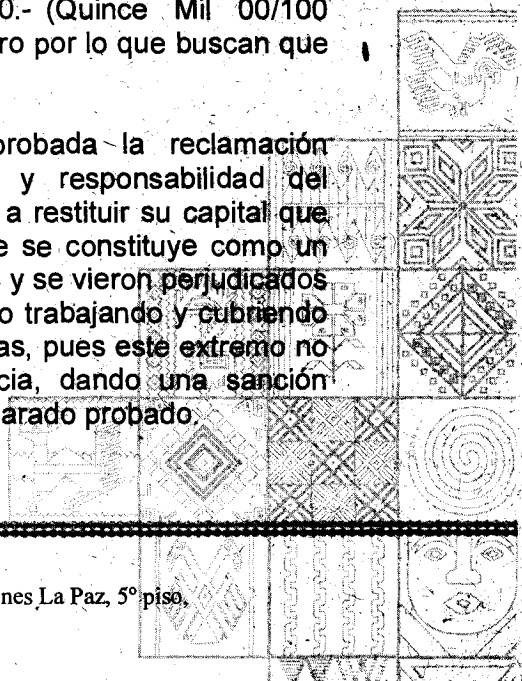 0.- (Quince Mil 00/100
ro por lo que buscan que
probada la reclamación
y responsabilidad del
a restituir su capital que
e se constituye como un
y se vieron perjudicados
o trabajando y cubriendo
as, pues este extremo no
cia, dando una sanción
arado probado.
nes La Paz, 5º piso,